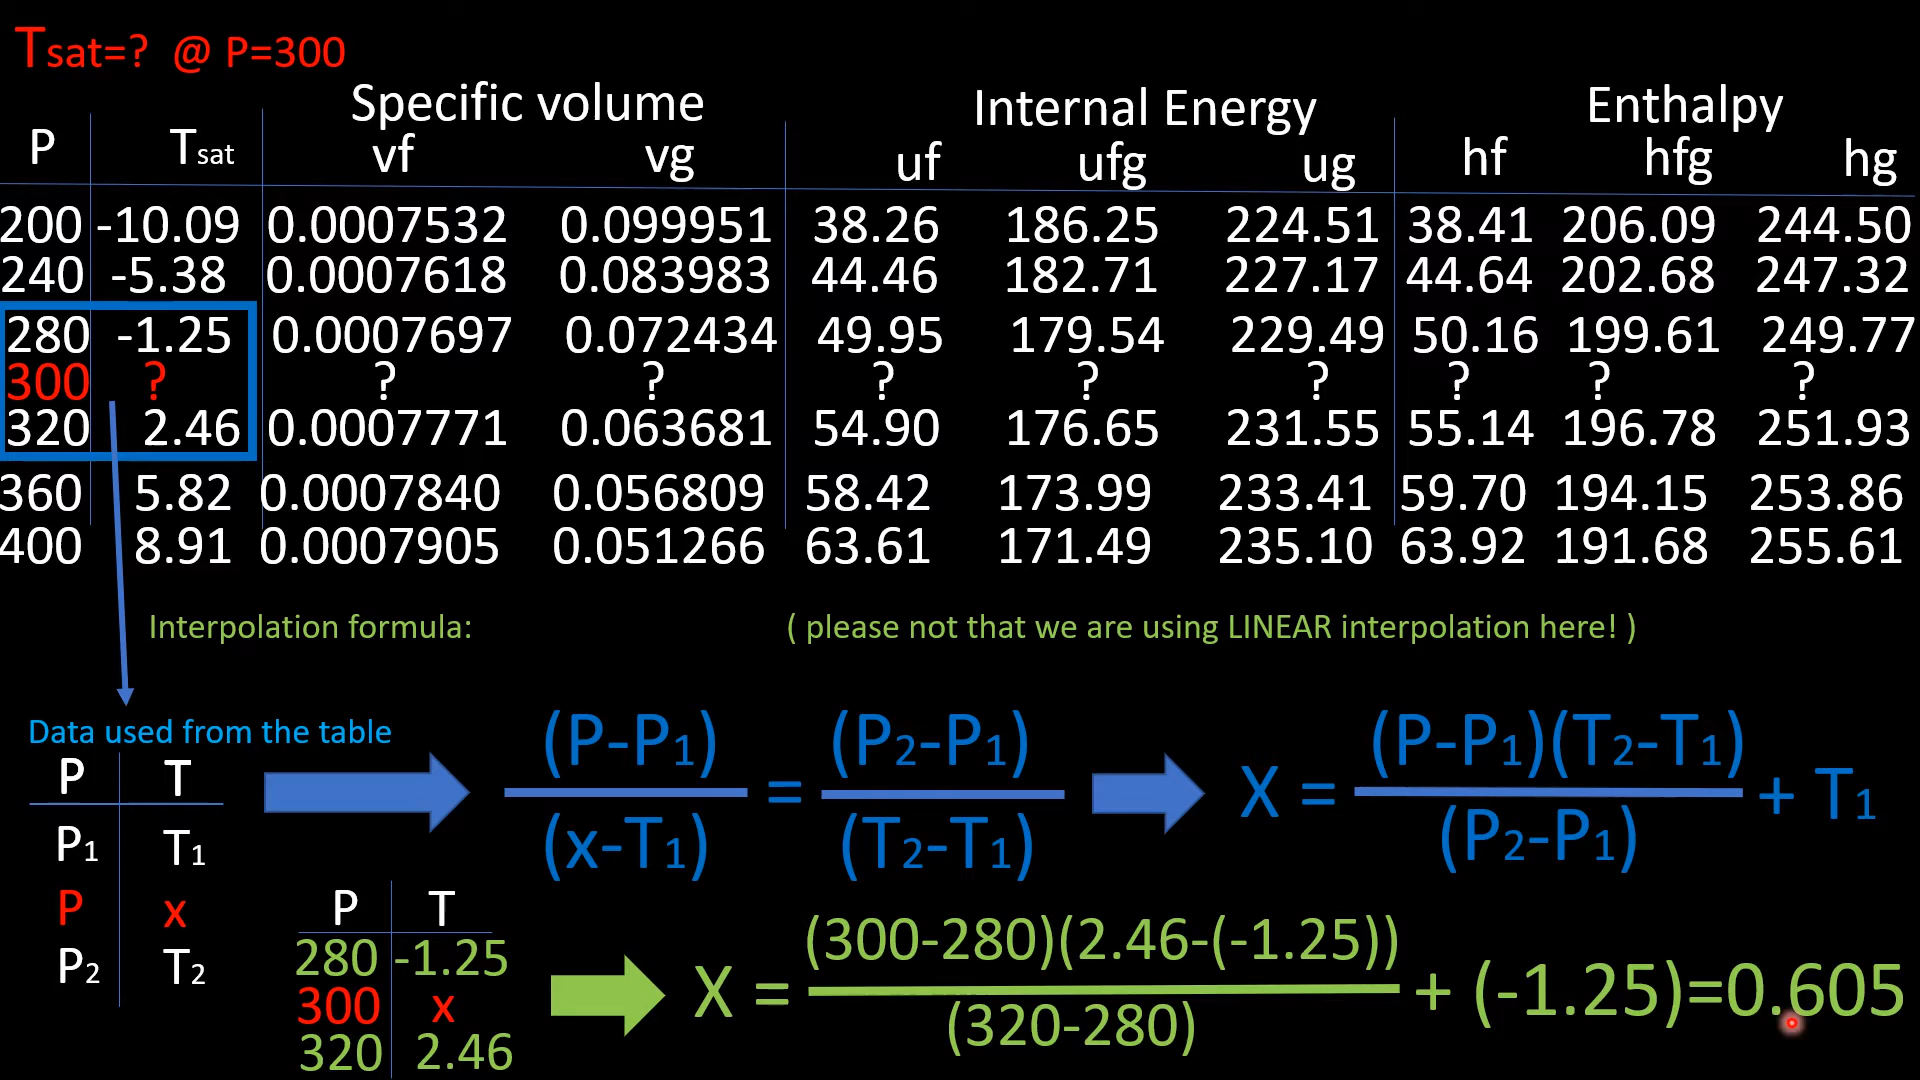 Tsat=? @ P=300
Specific volume Internal Energy Enthalpy
P Tsat vf vg uf ufg ug hf hfg hg
200 -10.09 0.0007532 0.099951 38.26 186.25 224.51 38.41 206.09 244.50
240 -5.38 0.0007618 0.083983 44.46 182.71 227.17 44.64 202.68 247.32
280 -1.25 0.0007697 0.072434 49.95 179.54 229.49 50.16 199.61 249.77
300 ? ? ? ? ? ? ? ? ?
320 2.46 0.0007771 0.063681 54.90 176.65 231.55 55.14 196.78 251.93
360 5.82 0.0007840 0.056809 58.42 173.99 233.41 59.70 194.15 253.86
400 8.91 0.0007905 0.051266 63.61 171.49 235.10 63.92 191.68 255.61
Interpolation formula: ( please not that we are using LINEAR interpolation here! )
Data used from the table
P T
P1 T1
P x
P2 T2
(P-P1)
(x-T1)
=
(P2-P1)
(T2-T1)
X =
(P-P1)(T2-T1)
(P2-P1)
+ T1
P T
280 -1.25
300 x
320 2.46
X =
(300-280)(2.46-(-1.25))
(320-280)
+ (-1.25)=0.605